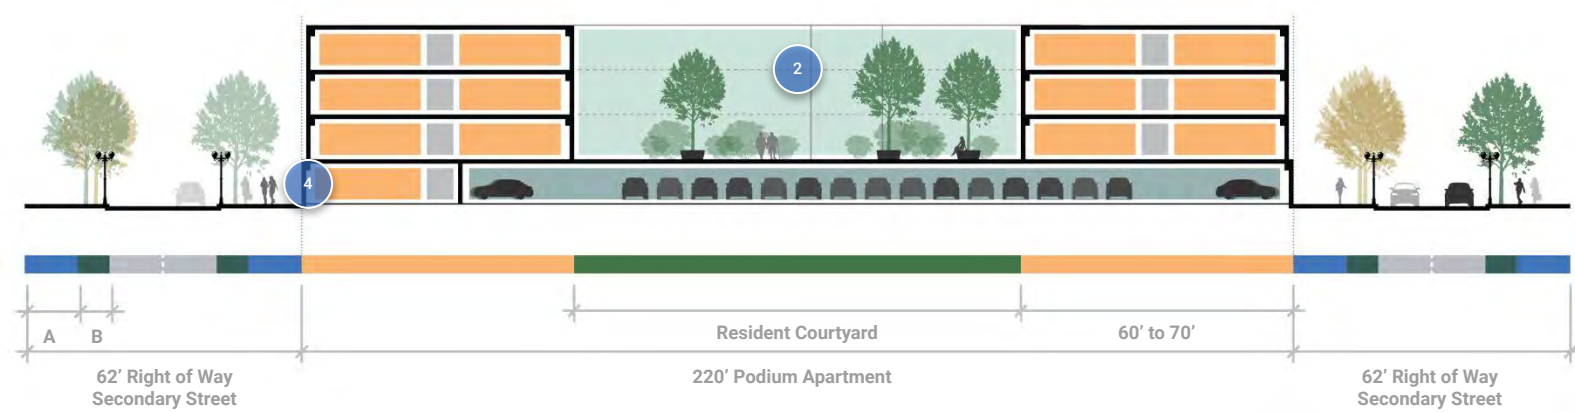 2
4
A
B
Resident Courtyard
60’ to 70’
62’ Right of Way
Secondary Street
220’ Podium Apartment
62’ Right of Way
Secondary Street